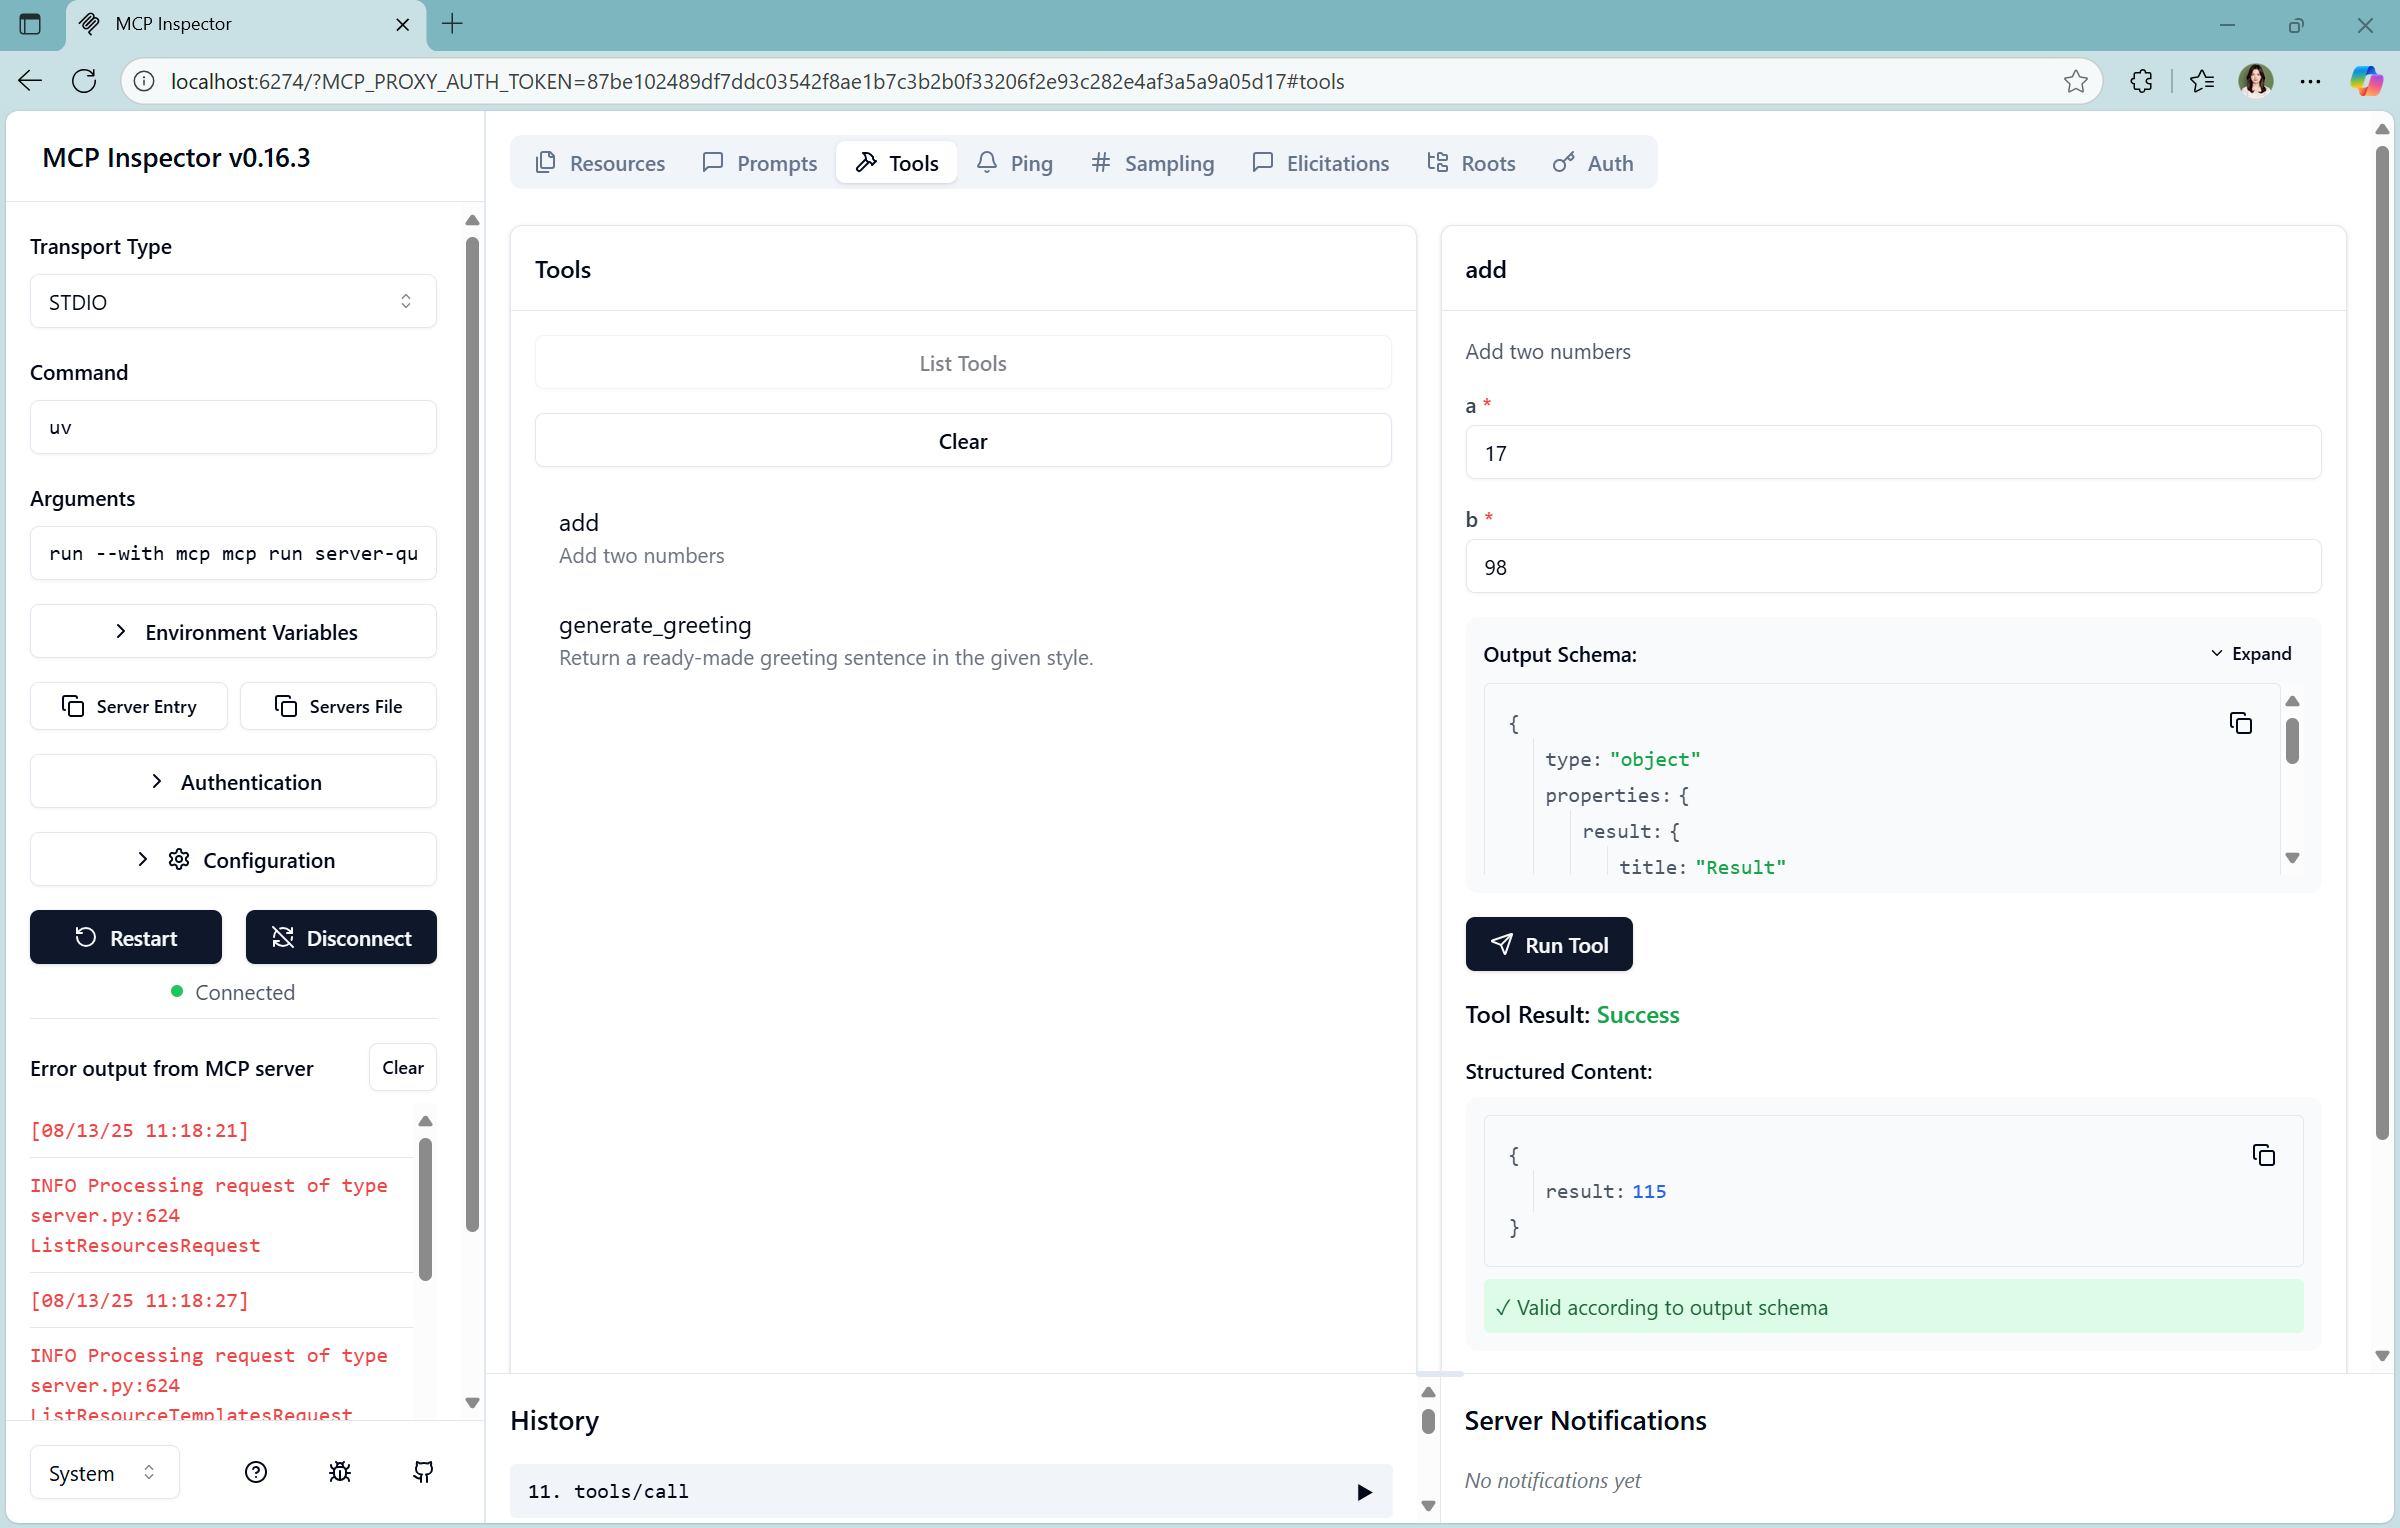 MCP Inspector
localhost:6274/?MCP_PROXY_AUTH_TOKEN=87be102489df7ddc03542f8ae1b7c3b2b0f33206f2e93c282e4af3a5a9a05d17#tools
MCP Inspector v0.16.3
Transport Type
STDIO
Command
uv
Arguments
run --with mcp mcp run server-qu
Environment Variables
Server Entry
Servers File
Authentication
Configuration
Restart
Disconnect
Connected
Error output from MCP server
Clear
[08/13/25 11:18:21]
INFO Processing request of type
server.py:624
ListResourcesRequest
[08/13/25 11:18:27]
INFO Processing request of type
server.py:624
ListResourceTemplatesRequest
System
Resources
Prompts
Tools
Ping
Sampling
Elicitations
Roots
Auth
Tools
List Tools
Clear
add
Add two numbers
generate_greeting
Return a ready-made greeting sentence in the given style.
add
Add two numbers
a *
17
b *
98
Output Schema:
Expand
{
type: "object"
properties: {
result: {
title: "Result"
Run Tool
Tool Result: Success
Structured Content:
{
result: 115
}
✓ Valid according to output schema
History
11. tools/call
Server Notifications
No notifications yet